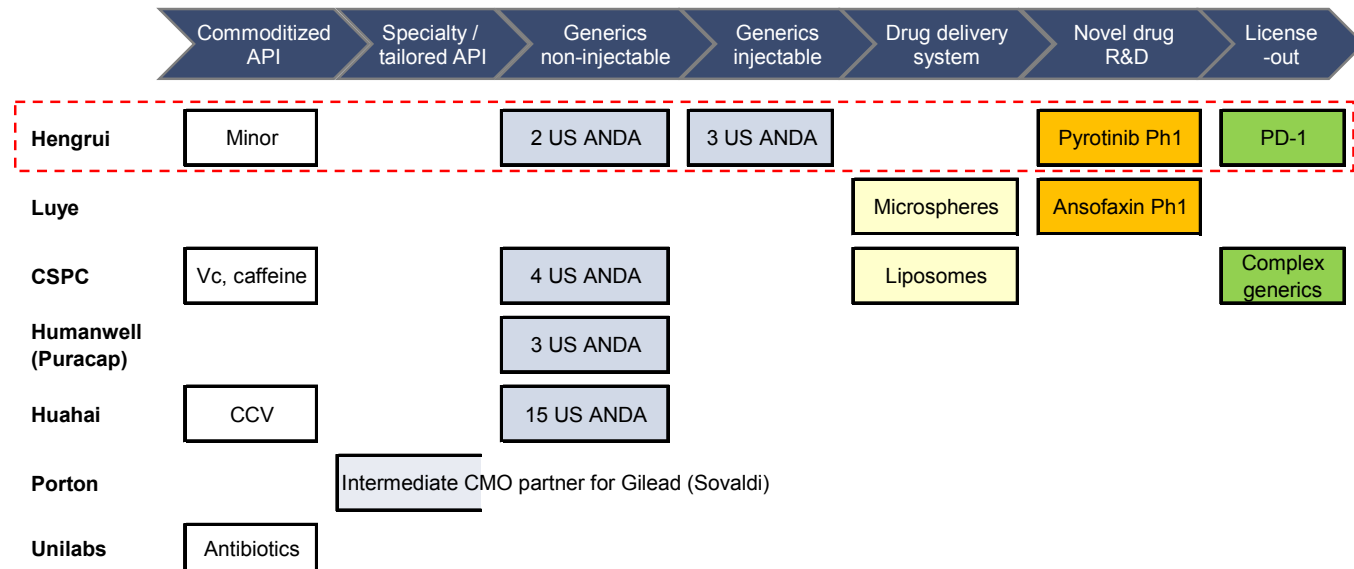 Commoditized API
Specialty / tailored API
Generics non-injectable
Generics injectable
Drug delivery system
Novel drug R&D
License -out
Hengrui
Minor
2 US ANDA
3 US ANDA
Pyrotinib Ph1
PD-1
Luye
Microspheres
Ansofaxin Ph1
CSPC
Vc, caffeine
4 US ANDA
Liposomes
Complex generics
Humanwell (Puracap)
3 US ANDA
Huahai
CCV
15 US ANDA
Porton
Intermediate CMO partner for Gilead (Sovaldi)
Unilabs
Antibiotics